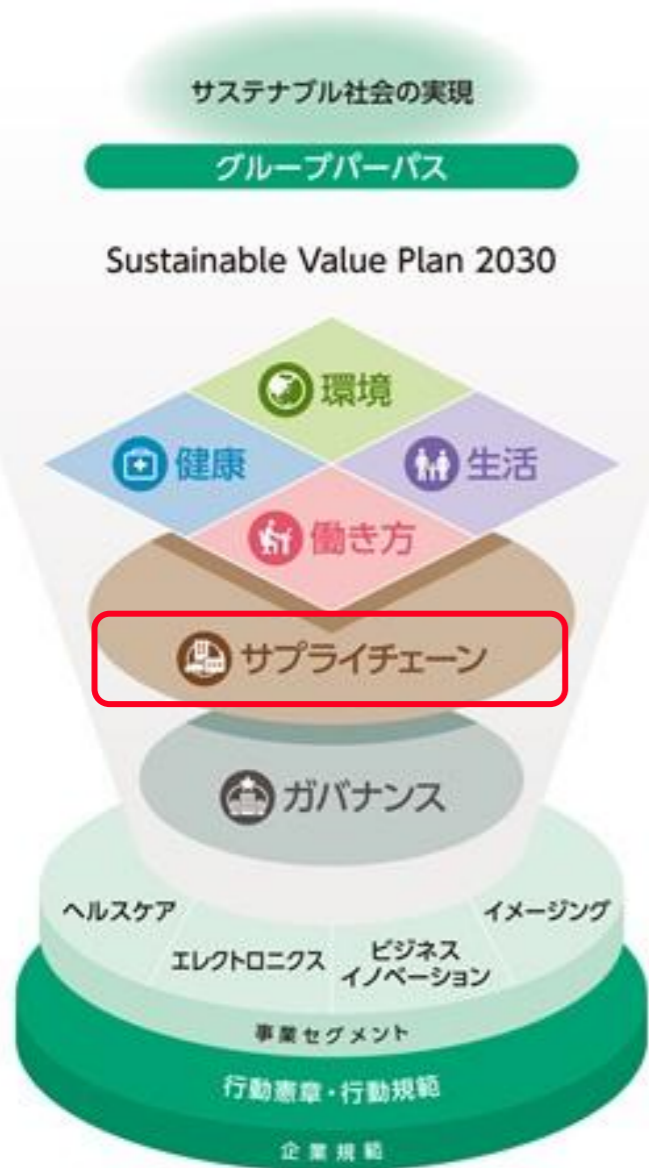 サステナブル社会の実現
グループパーパス
Sustainable Value Plan 2030
環境
健康
生活
働き方
サプライチェーン
ガバナンス
ヘルスケア
エレクトロニクス
ビジネス
イノベーション
イメージング
事業セグメント
行動憲章・行動規範
企業規範